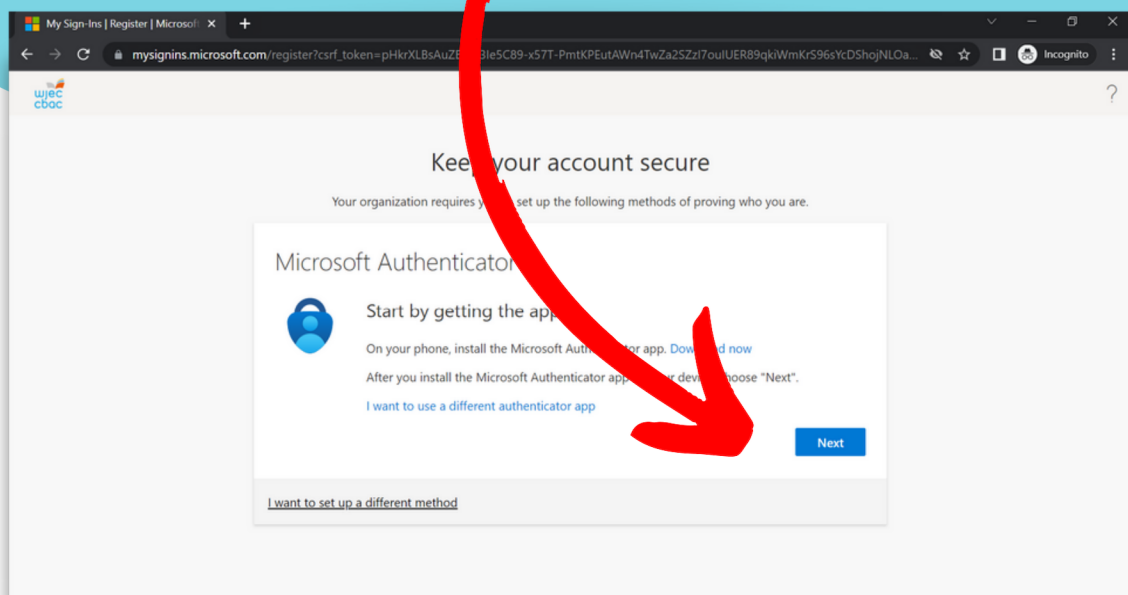 My Sign-Ins | Register | Microsof
mysignins.microsoft.com/register?csrf_token=
Incognito
wjec
cbac
?
Keep your account secure
Your organization requires set up the following methods of proving who you are.
Microsoft Authenticator
Start by getting the app
On your phone, install the Microsoft app. now
After you install the Microsoft Authenticator app "Next".
I want to use a different authenticator app
Next
I want to set up a different method